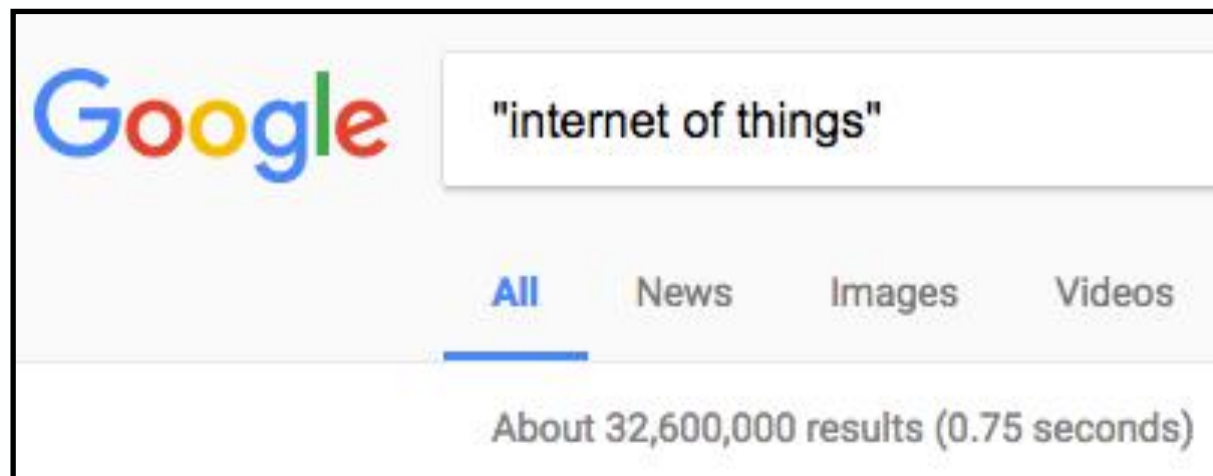 Google
"internet of things"
All News Images Videos
About 32,600,000 results (0.75 seconds)